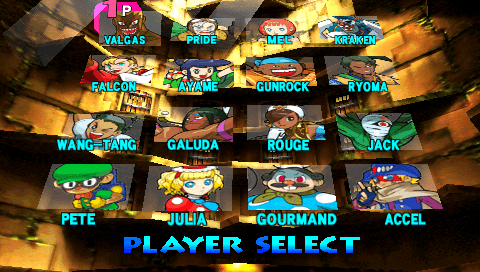 1P
VALGAS PRIDE MEL KRAKEN
FALCON AYAME GUNROCK RYOMA
WANG-TANG GALUDA ROUGE JACK
PETE JULIA GOURMAND ACCEL
PLAYER SELECT